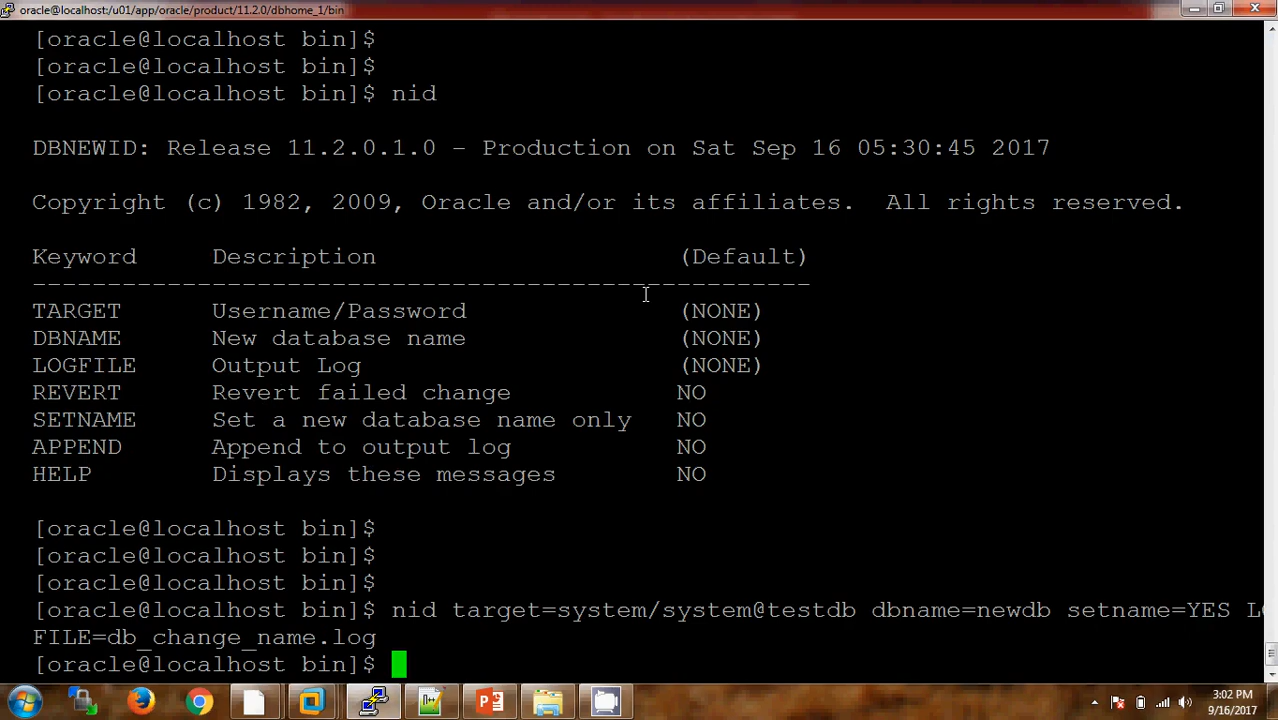 oracle@localhost:/u01/app/oracle/product/11.2.0/dbhome_1/bin
[oracle@localhost bin]$
[oracle@localhost bin]$
[oracle@localhost bin]$ nid
DBNEWID: Release 11.2.0.1.0 - Production on Sat Sep 16 05:30:45 2017
Copyright (c) 1982, 2009, Oracle and/or its affiliates.  All rights reserved.
Keyword     Description                    (Default)
----------------------------------------------------
TARGET      Username/Password              (NONE)
DBNAME      New database name              (NONE)
LOGFILE     Output Log                     (NONE)
REVERT      Revert failed change           NO
SETNAME     Set a new database name only   NO
APPEND      Append to output log           NO
HELP        Displays these messages        NO
[oracle@localhost bin]$
[oracle@localhost bin]$
[oracle@localhost bin]$
[oracle@localhost bin]$ nid target=system/system@testdb dbname=newdb setname=YES L
FILE=db_change_name.log
[oracle@localhost bin]$
3:02 PM
9/16/2017